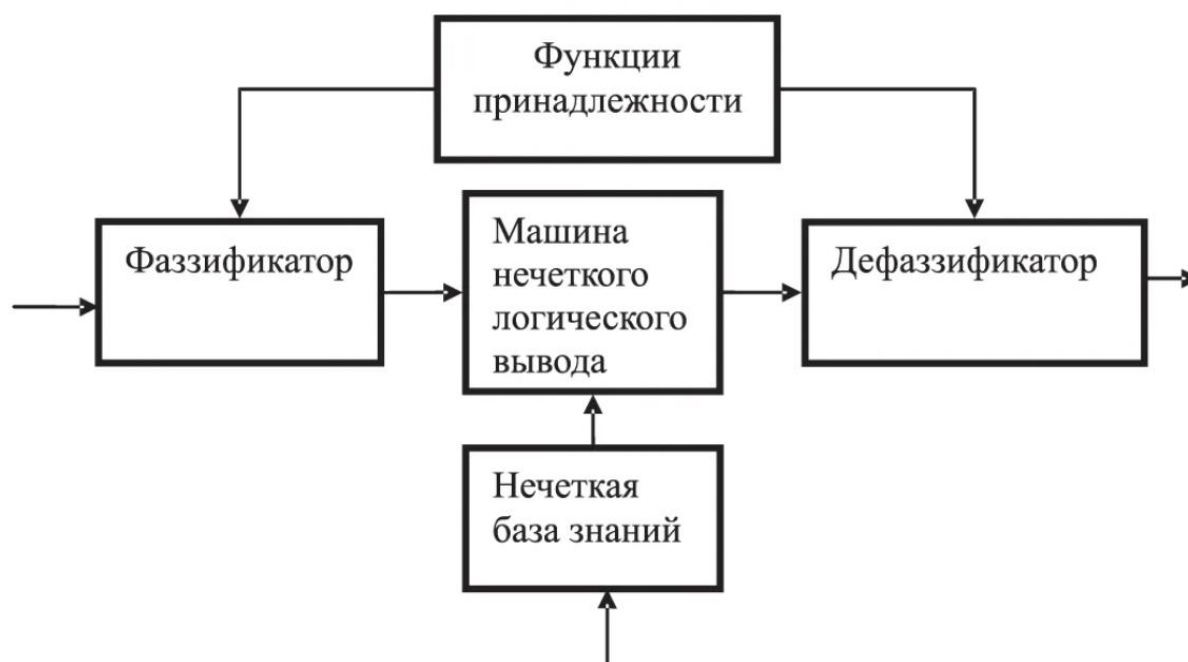 Функции
принадлежности
Фаззификатор
Машина
нечеткого
логического
вывода
Дефаззификатор
Нечеткая
база знаний